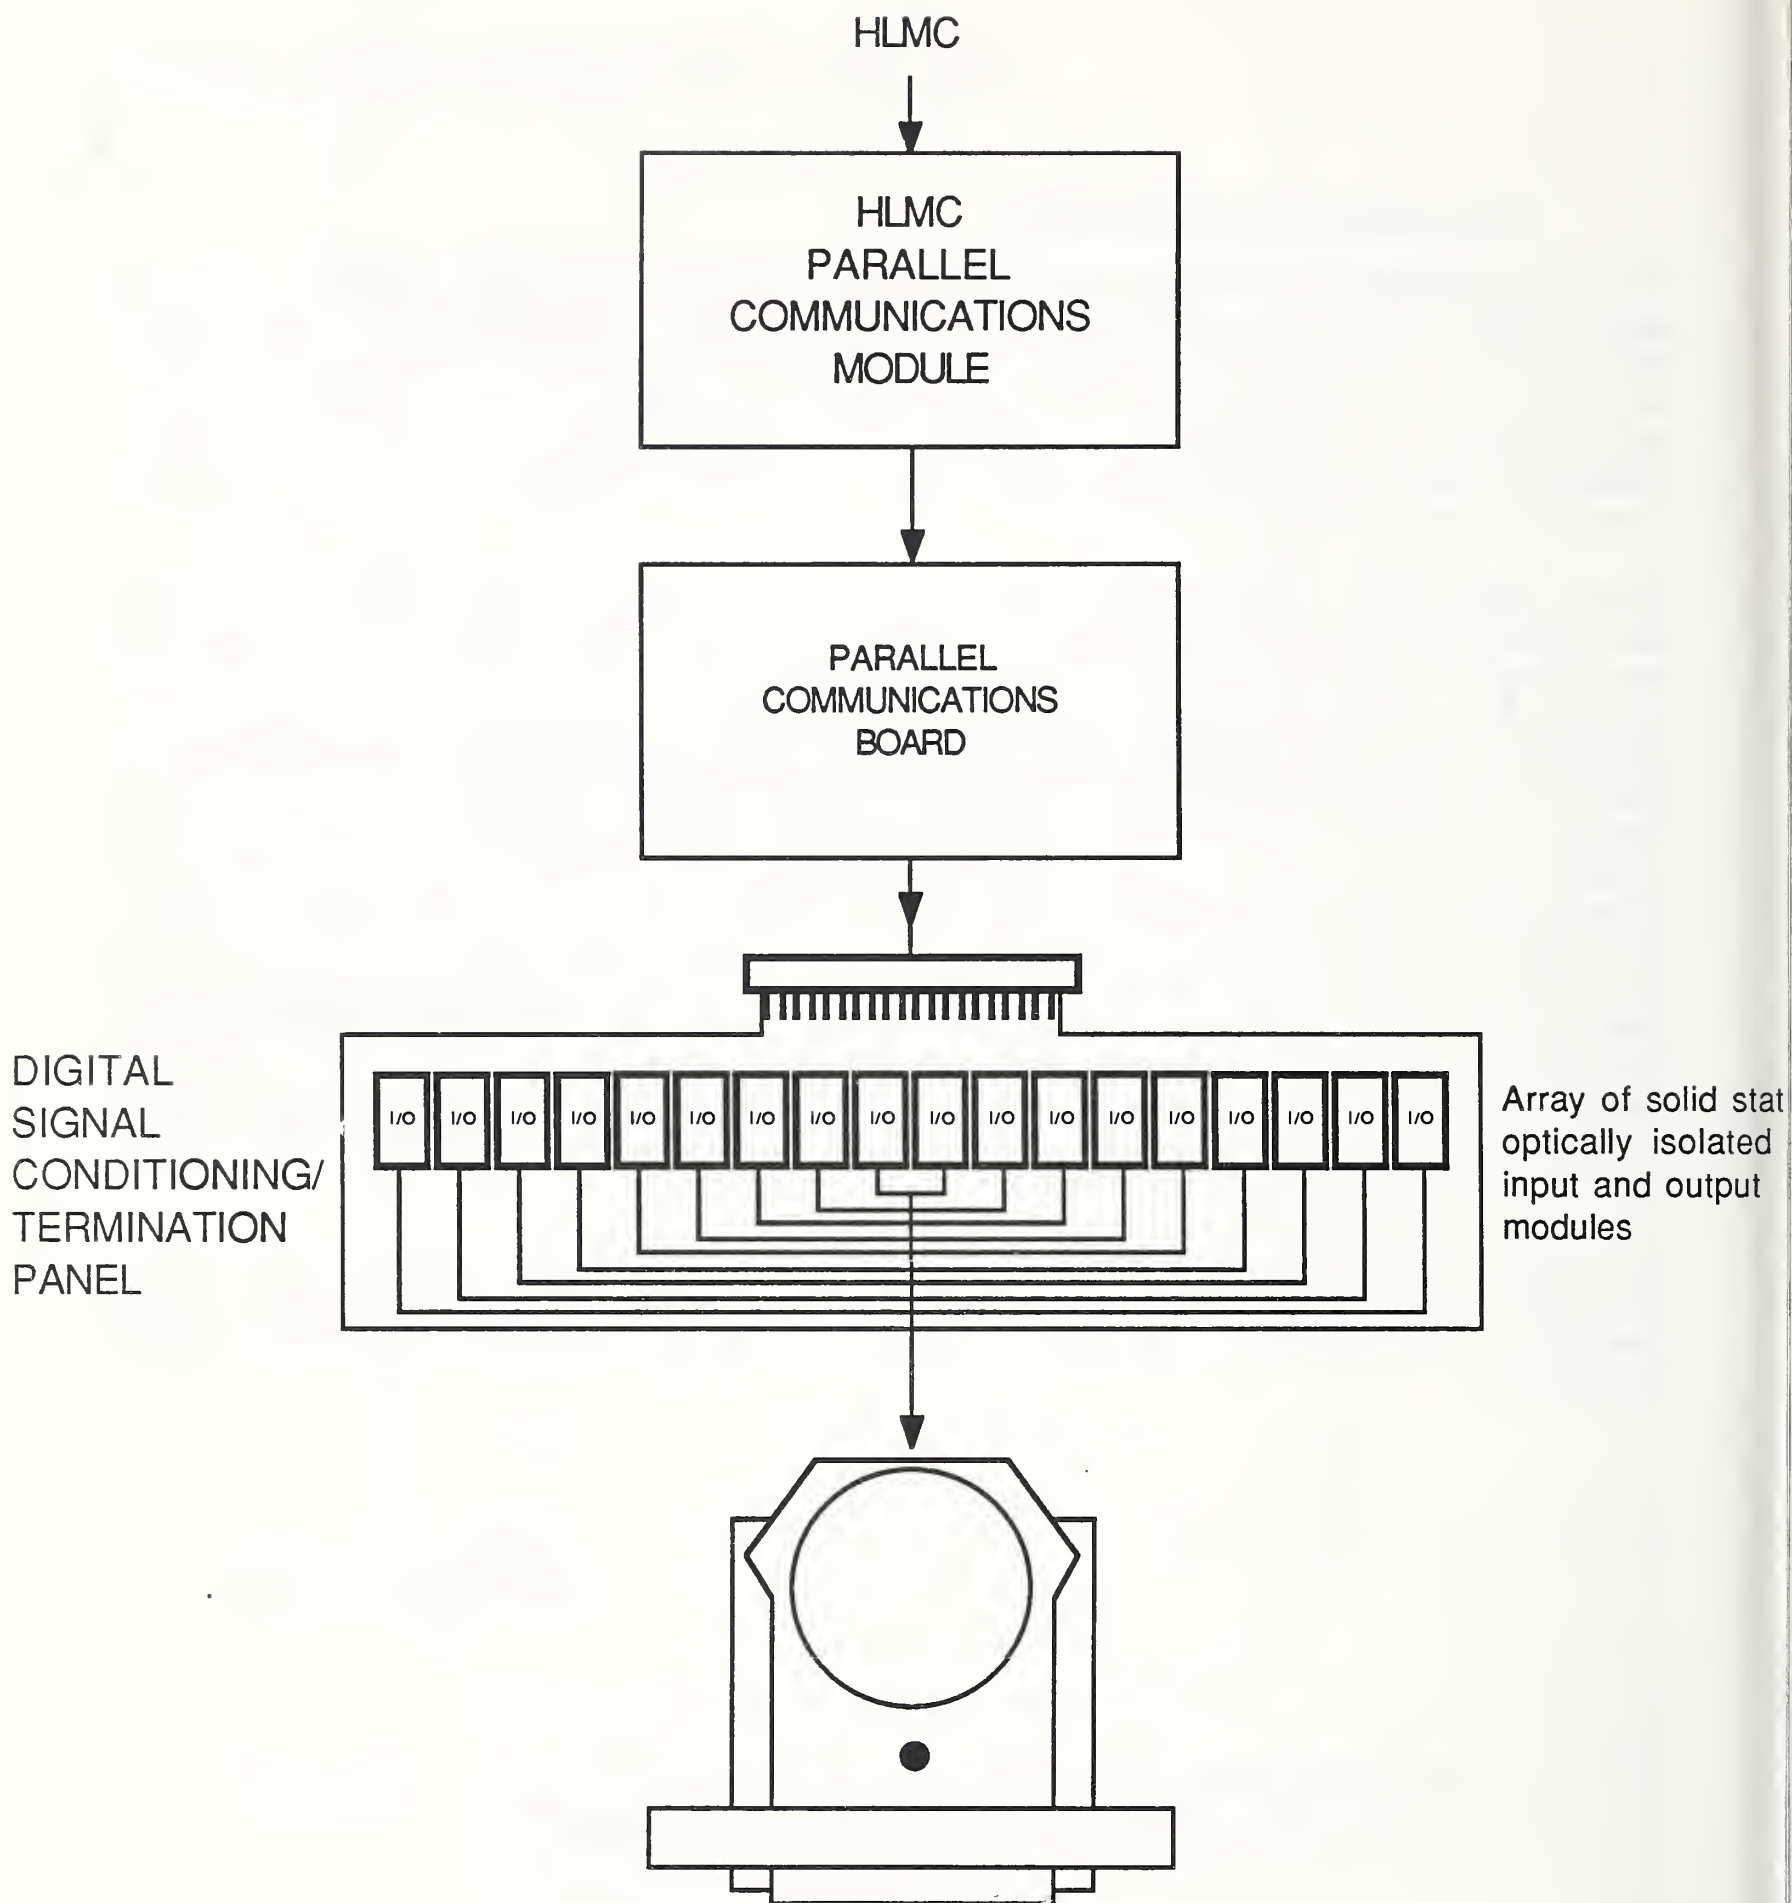 HLMC
HLMC
PARALLEL
COMMUNICATIONS
MODULE
PARALLEL
COMMUNICATIONS
BOARD
DIGITAL
SIGNAL
CONDITIONING/
TERMINATION
PANEL
I/O I/O I/O I/O I/O I/O I/O I/O I/O I/O I/O I/O I/O I/O I/O I/O I/O I/O
Array of solid stat
optically isolated
input and output
modules